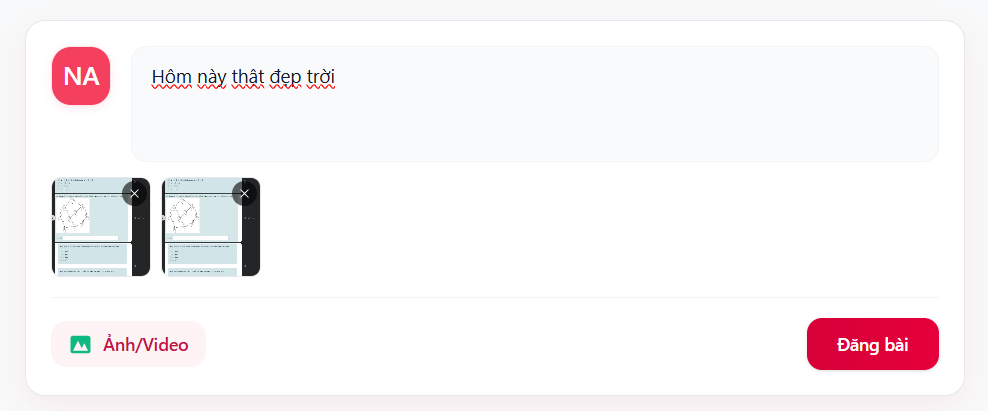 NA
Hôm này thật đẹp trời
Ảnh/Video
Đăng bài